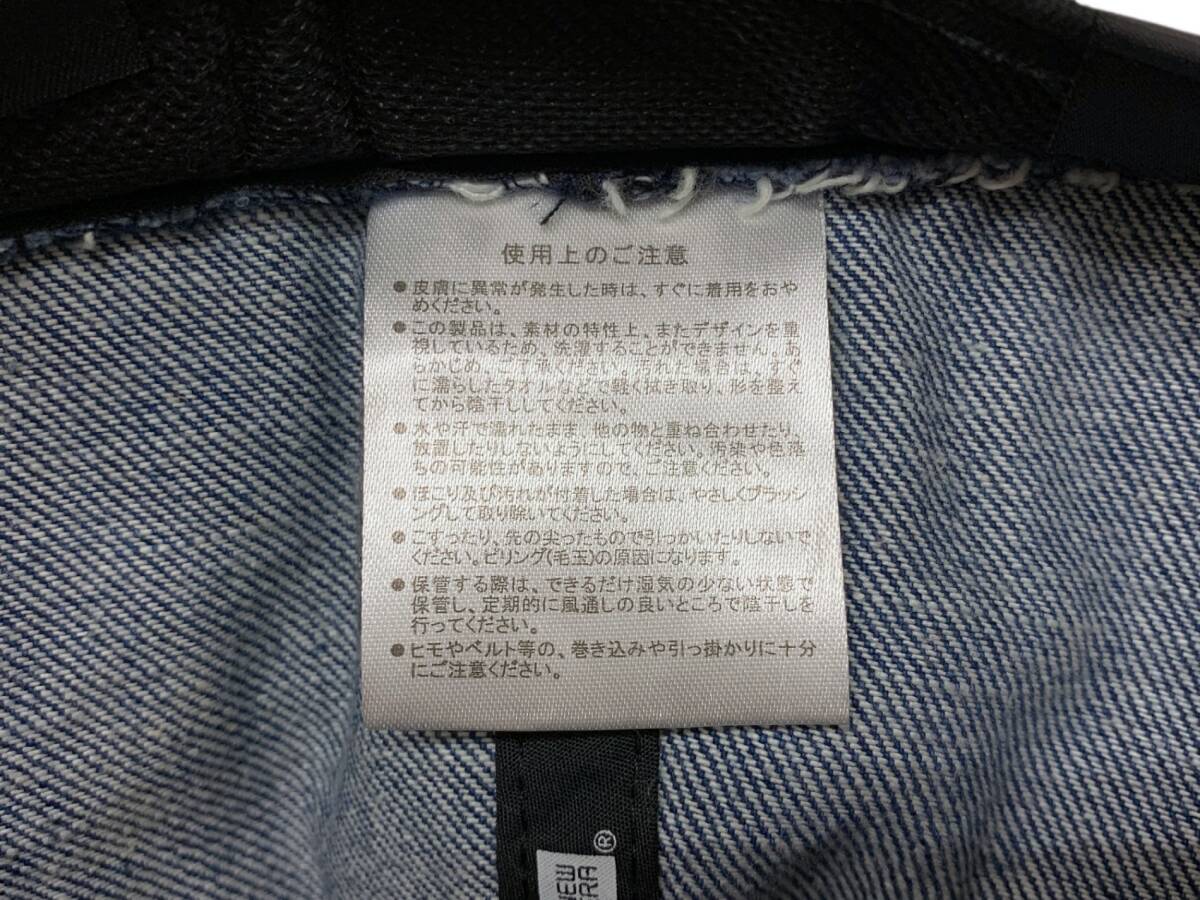 使用上のご注意
●皮膚に異常が発生した時は、すぐに着用をおや
めください。
●この製品は、素材の特性上、またデザインを重
視しているため、洗濯することができません。あ
らかじめ、ご了承ください。汚れた場合は、すぐ
に濡らしたタオルなどで軽く拭き取り、形を整え
てから陰干ししてください。
●水や汗で濡れたまま、他の物と重ね合わせたり、
放置したりしないようにしてください。汚染や色落
ちの可能性がありますので、ご注意ください。
●ほこり及び汚れが付着した場合は、やさしくブラッシ
ングして取り除いてください。
●こすったり、先の尖ったもので引っかいたりしないで
ください。ピリング(毛玉)の原因になります。
●保管する際は、できるだけ湿気の少ない状態で
保管し、定期的に風通しの良いところで陰干しを
行ってください。
●ヒモやベルト等の、巻き込みや引っ掛かりに十分
にご注意ください。
NEW
ERA
®